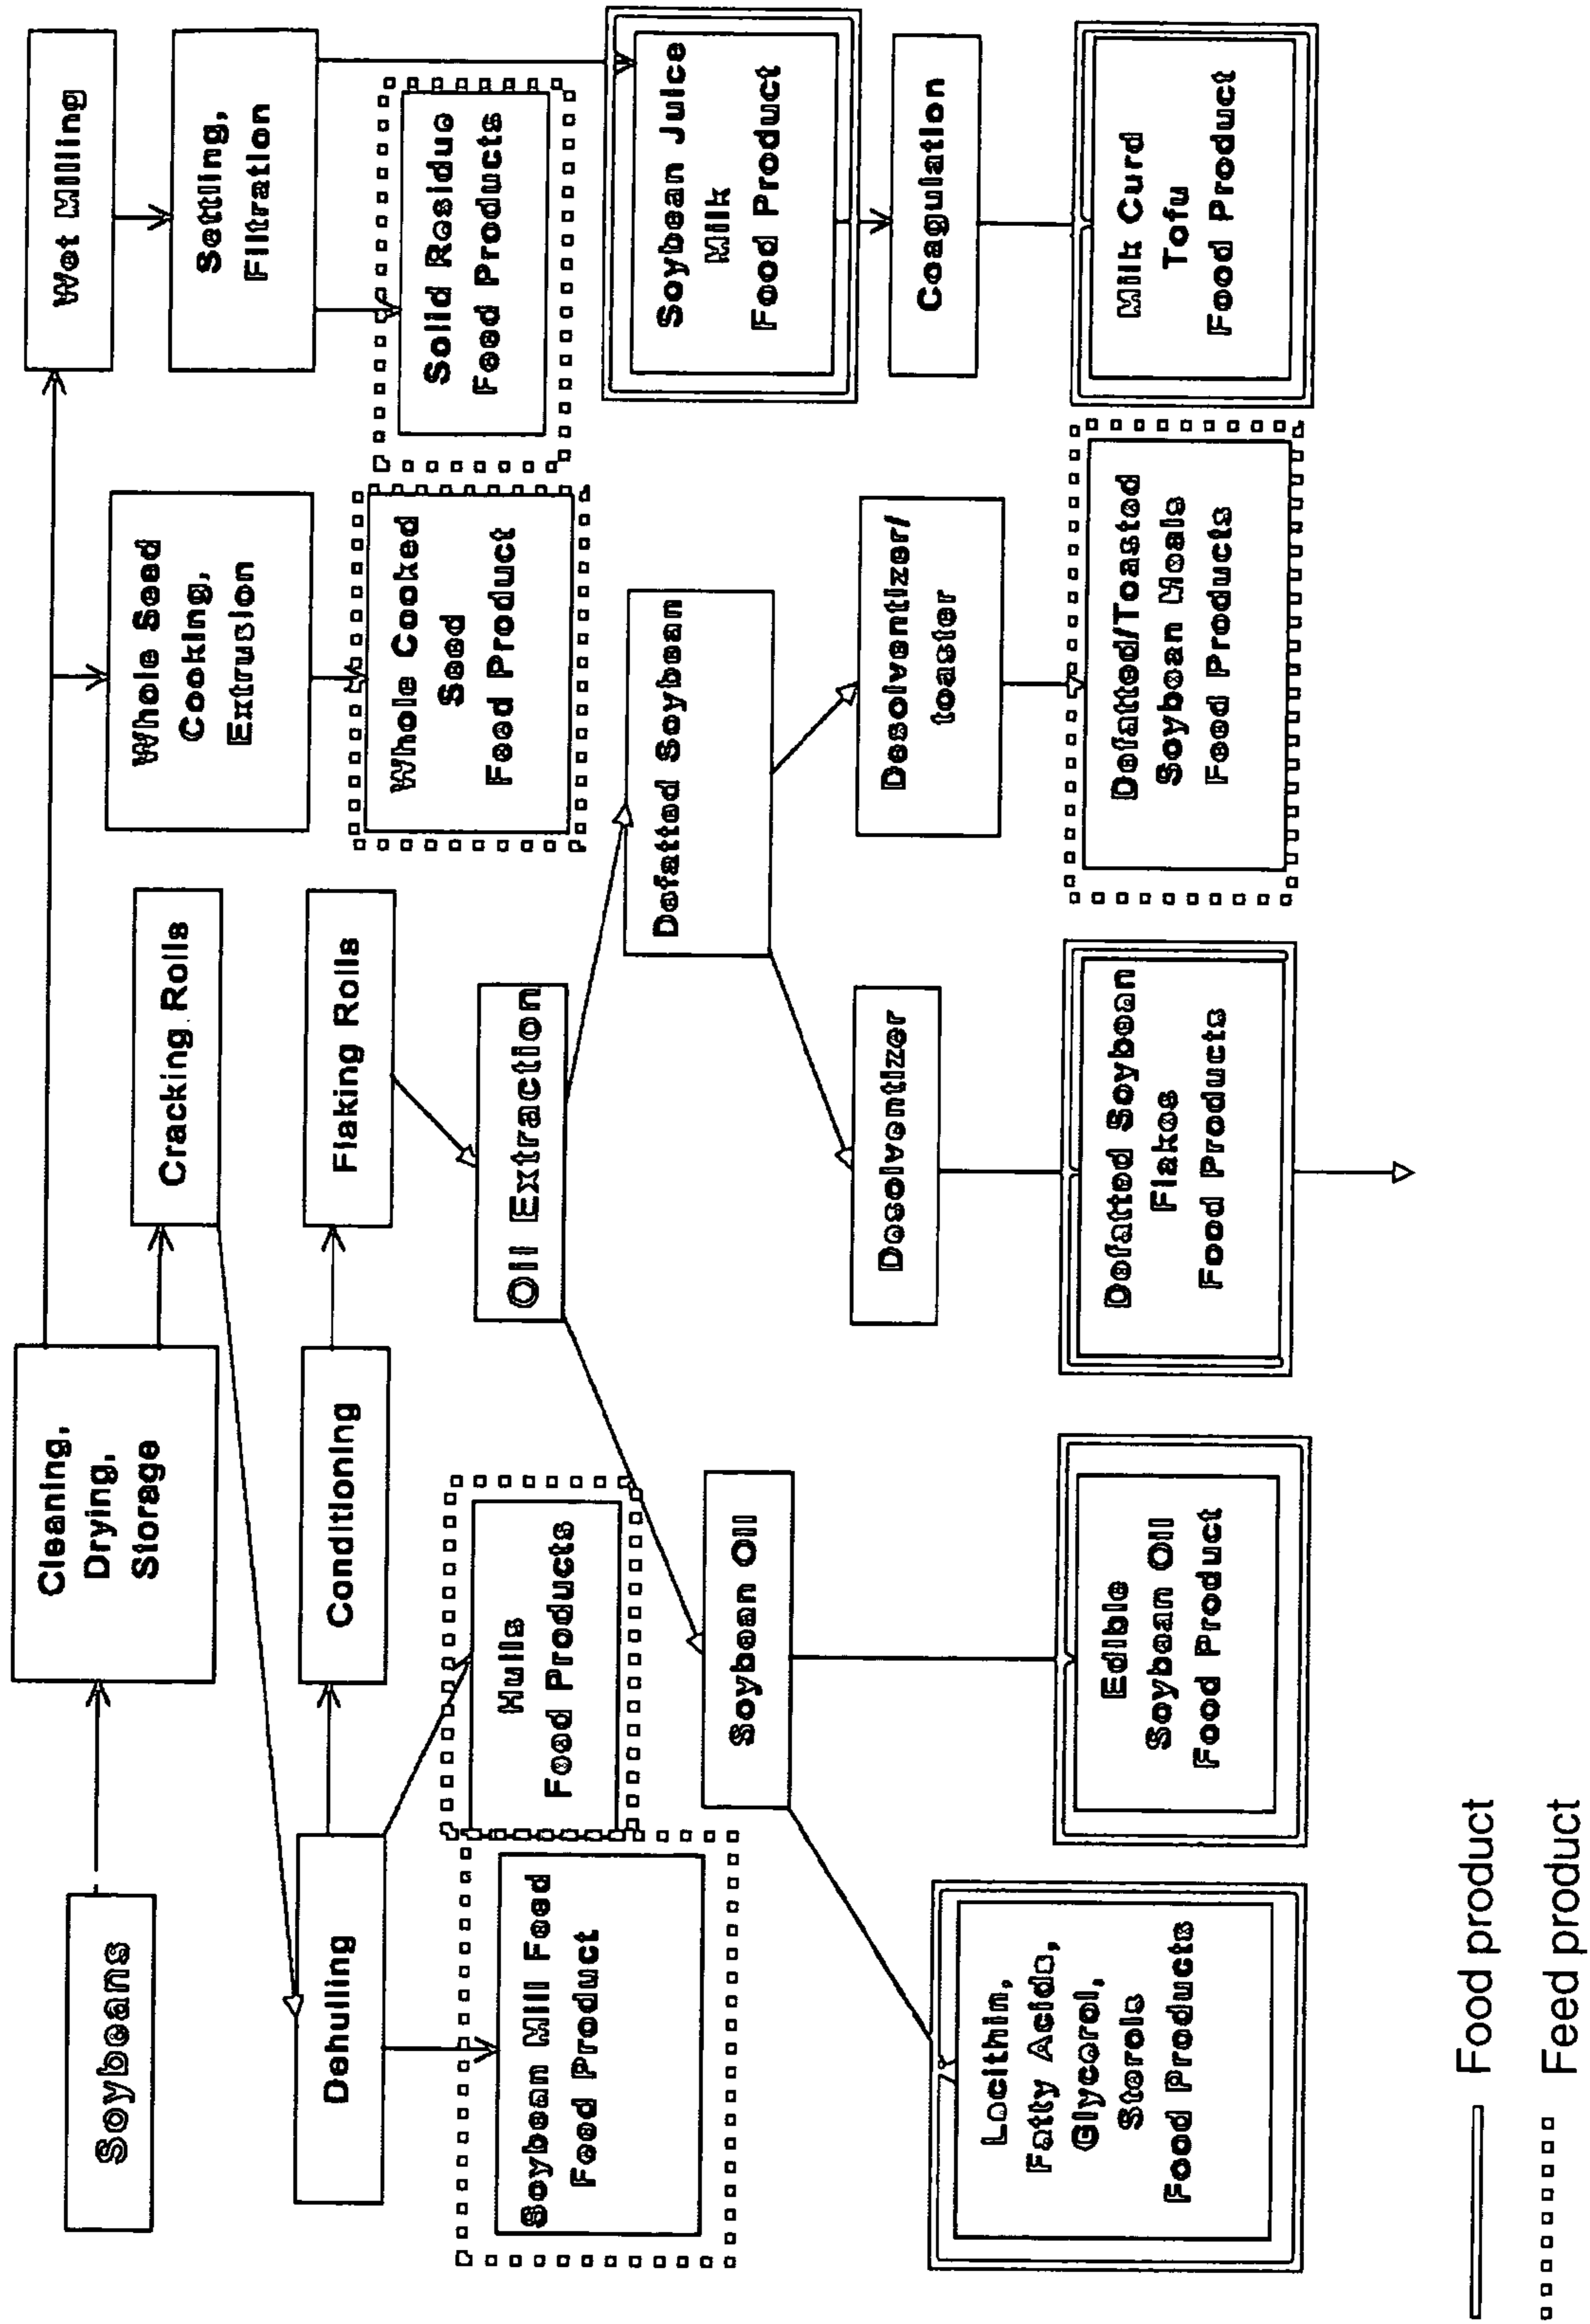 Soybeans
Cleaning,
Drying,
Storage
Cracking Rolls
Whole Seed
Cooking,
Extrusion
Wet Milling
Settling,
Filtration
Dehulling
Conditioning
Flaking Rolls
Whole Cooked
Seed
Feed Product
Solid Residue
Feed Products
Soybean Mill Feed
Feed Product
Hulls
Feed Products
Oil Extraction
Defatted Soybean
Soybean Juice
Milk
Food Product
Soybean Oil
Desolventizer
Desolventizer/
toaster
Coagulation
Lecithin,
Fatty Acids,
Glycerol,
Sterols
Food Products
Edible
Soybean Oil
Food Product
Defatted Soybean
Flakes
Food Products
Defatted/Toasted
Soybean Meals
Feed Products
Milk Curd
Tofu
Food Product
Food product
Feed product